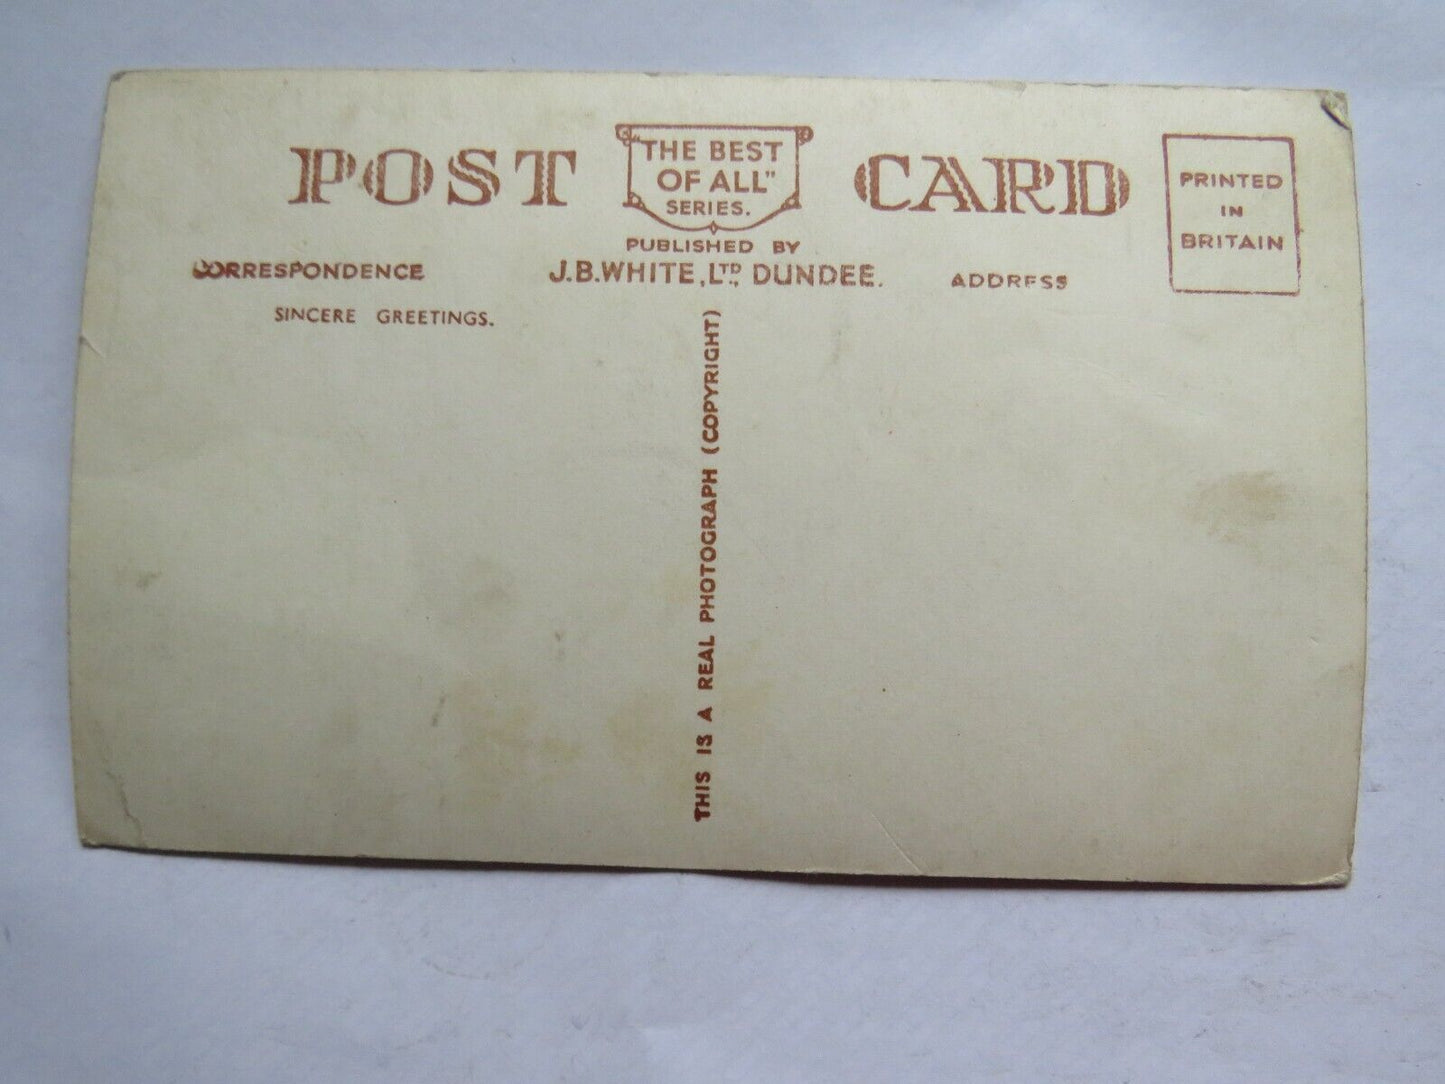 POST CARD
"THE BEST
OF ALL"
SERIES.
PUBLISHED BY
J.B. WHITE, LTD., DUNDEE.
PRINTED
IN
BRITAIN
CORRESPONDENCE
ADDRESS
SINCERE GREETINGS.
THIS IS A REAL PHOTOGRAPH (COPYRIGHT)